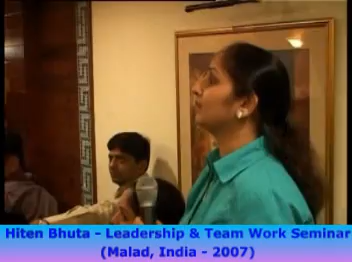 Hiten Bhuta - Leadership & Team Work Seminar
(Malad, India - 2007)